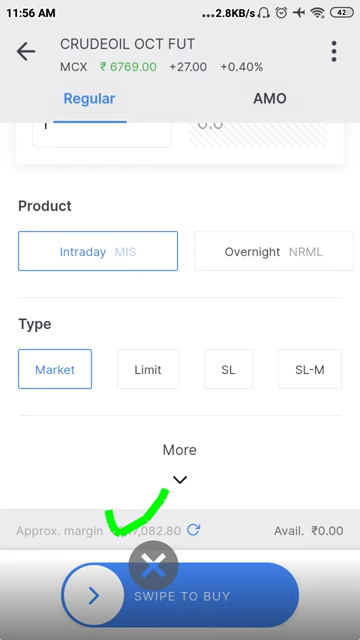 11:56 AM ...2.8KB/s 42
CRUDEOIL OCT FUT
MCX ₹ 6769.00 +27.00 +0.40%
Regular AMO
Product
Intraday MIS Overnight NRML
Type
Market Limit SL SL-M
More
Approx. margin Avail. ₹0.00
SWIPE TO BUY